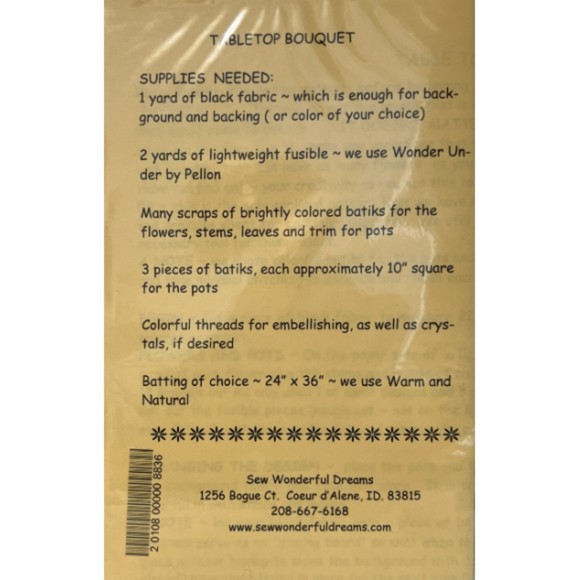 TABLETOP BOUQUET
SUPPLIES NEEDED:
1 yard of black fabric ~ which is enough for back-
ground and backing ( or color of your choice)
2 yards of lightweight fusible ~ we use Wonder Un-
der by Pellon
Many scraps of brightly colored batiks for the
flowers, stems, leaves and trim for pots
3 pieces of batiks, each approximately 10" square
for the pots
Colorful threads for embellishing, as well as crys-
tals, if desired
Batting of choice ~ 24" x 36" ~ we use Warm and
Natural
Sew Wonderful Dreams
1256 Bogue Ct. Coeur d'Alene, ID. 83815
208-667-6168
www.sewwonderfuldreams.com
2 0108 00000 8836